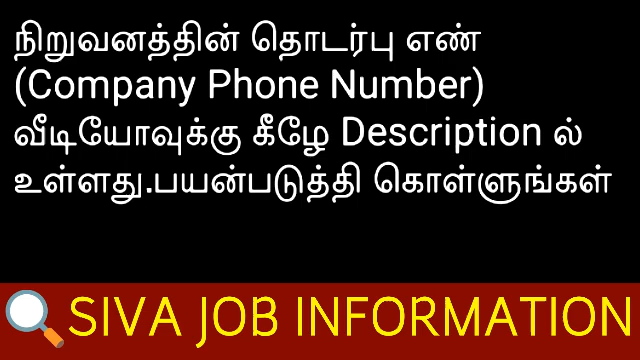 நிறுவனத்தின் தொடர்பு எண்
(Company Phone Number)
வீடியோவுக்கு கீழே Description ல்
உள்ளது.பயன்படுத்தி கொள்ளுங்கள்
SIVA JOB INFORMATION